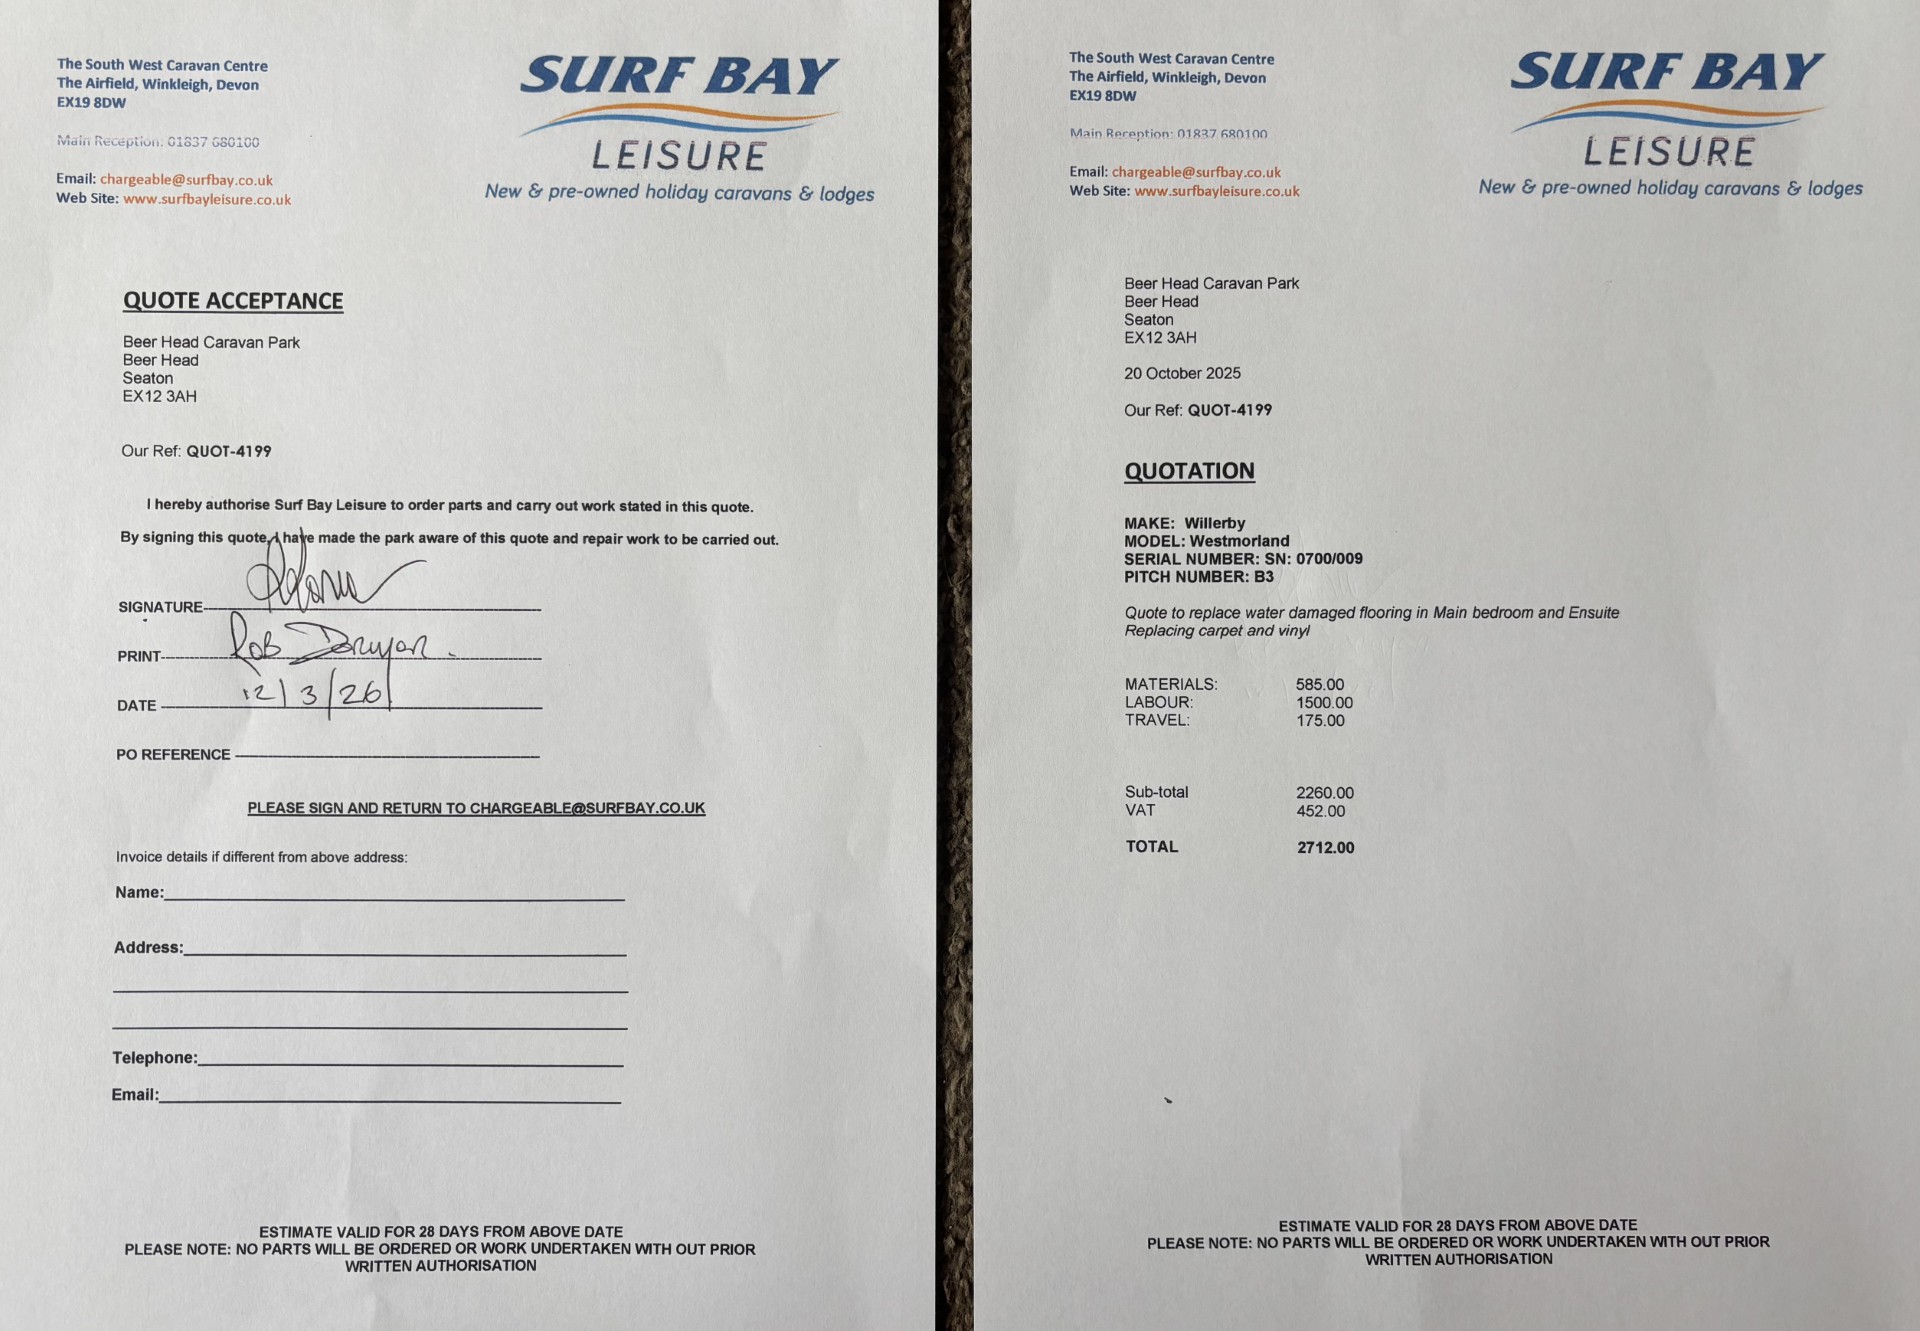 The South West Caravan Centre
The Airfield, Winkleigh, Devon
EX19 8DW
Main Reception: 01837 680100
Email: chargeable@surfbay.co.uk
Web Site: www.surfbayleisure.co.uk
SURF BAY
LEISURE
New & pre-owned holiday caravans & lodges
QUOTE ACCEPTANCE
Beer Head Caravan Park
Beer Head
Seaton
EX12 3AH
Our Ref: QUOT-4199
I hereby authorise Surf Bay Leisure to order parts and carry out work stated in this quote.
By signing this quote, I have made the park aware of this quote and repair work to be carried out.
SIGNATURE
PRINT Rob
DATE 12/3/26
PO REFERENCE
PLEASE SIGN AND RETURN TO CHARGEABLE@SURFBAY.CO.UK
Invoice details if different from above address:
Name:
Address:
Telephone:
Email:
ESTIMATE VALID FOR 28 DAYS FROM ABOVE DATE
PLEASE NOTE: NO PARTS WILL BE ORDERED OR WORK UNDERTAKEN WITH OUT PRIOR
WRITTEN AUTHORISATION
The South West Caravan Centre
The Airfield, Winkleigh, Devon
EX19 8DW
Main Reception: 01837 680100
Email: chargeable@surfbay.co.uk
Web Site: www.surfbayleisure.co.uk
SURF BAY
LEISURE
New & pre-owned holiday caravans & lodges
Beer Head Caravan Park
Beer Head
Seaton
EX12 3AH
20 October 2025
Our Ref: QUOT-4199
QUOTATION
MAKE: Willerby
MODEL: Westmorland
SERIAL NUMBER: SN: 0700/009
PITCH NUMBER: B3
Quote to replace water damaged flooring in Main bedroom and Ensuite
Replacing carpet and vinyl
MATERIALS: 585.00
LABOUR: 1500.00
TRAVEL: 175.00
Sub-total 2260.00
VAT 452.00
TOTAL 2712.00
ESTIMATE VALID FOR 28 DAYS FROM ABOVE DATE
PLEASE NOTE: NO PARTS WILL BE ORDERED OR WORK UNDERTAKEN WITH OUT PRIOR
WRITTEN AUTHORISATION